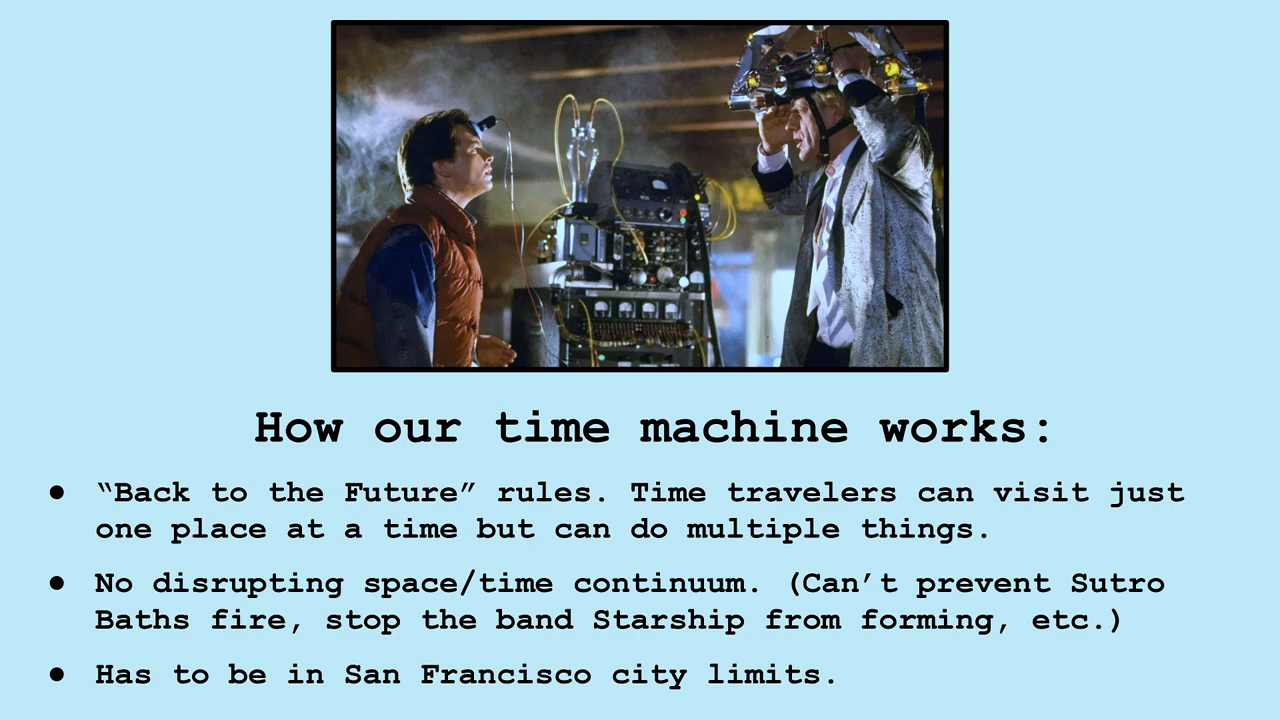 How our time machine works:
● “Back to the Future” rules. Time travelers can visit just
one place at a time but can do multiple things.
● No disrupting space/time continuum. (Can’t prevent Sutro
Baths fire, stop the band Starship from forming, etc.)
● Has to be in San Francisco city limits.